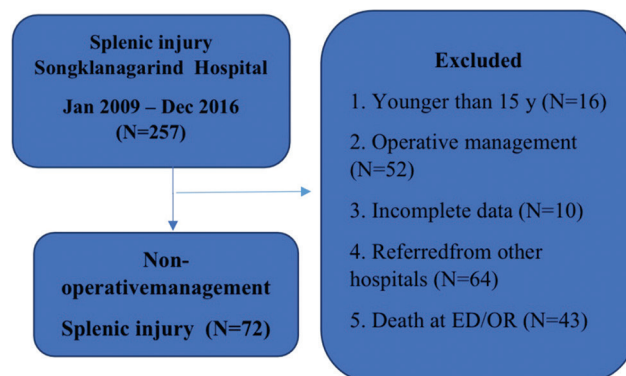 Splenic injury
Songklanagarind Hospital
Jan 2009 – Dec 2016
(N=257)
Non-
operativemanagement
Splenic injury (N=72)
Excluded
1. Younger than 15 y (N=16)
2. Operative management
(N=52)
3. Incomplete data (N=10)
4. Referredfrom other
hospitals (N=64)
5. Death at ED/OR (N=43)